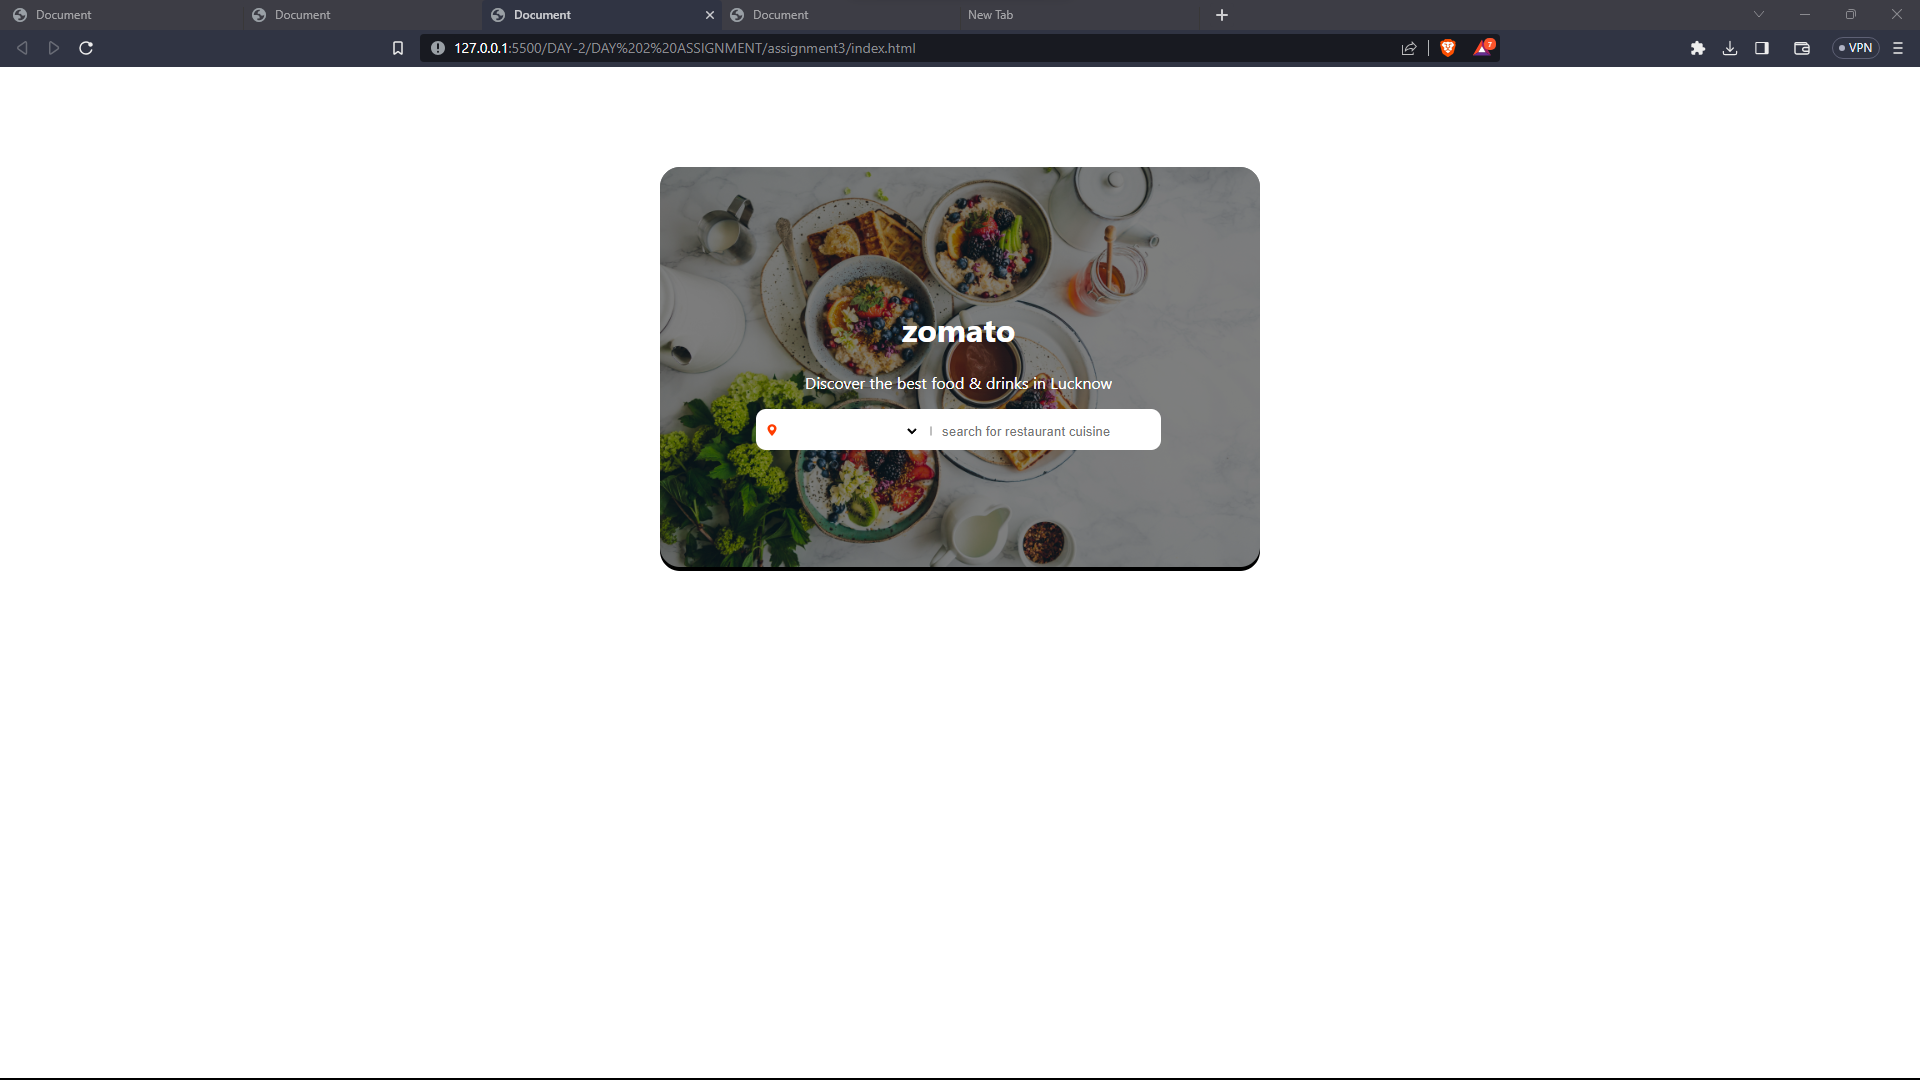 Document
Document
Document
Document
New Tab
127.0.0.1:5500/DAY-2/DAY%202%20ASSIGNMENT/assignment3/index.html
7
VPN
zomato
Discover the best food & drinks in Lucknow
| search for restaurant cuisine